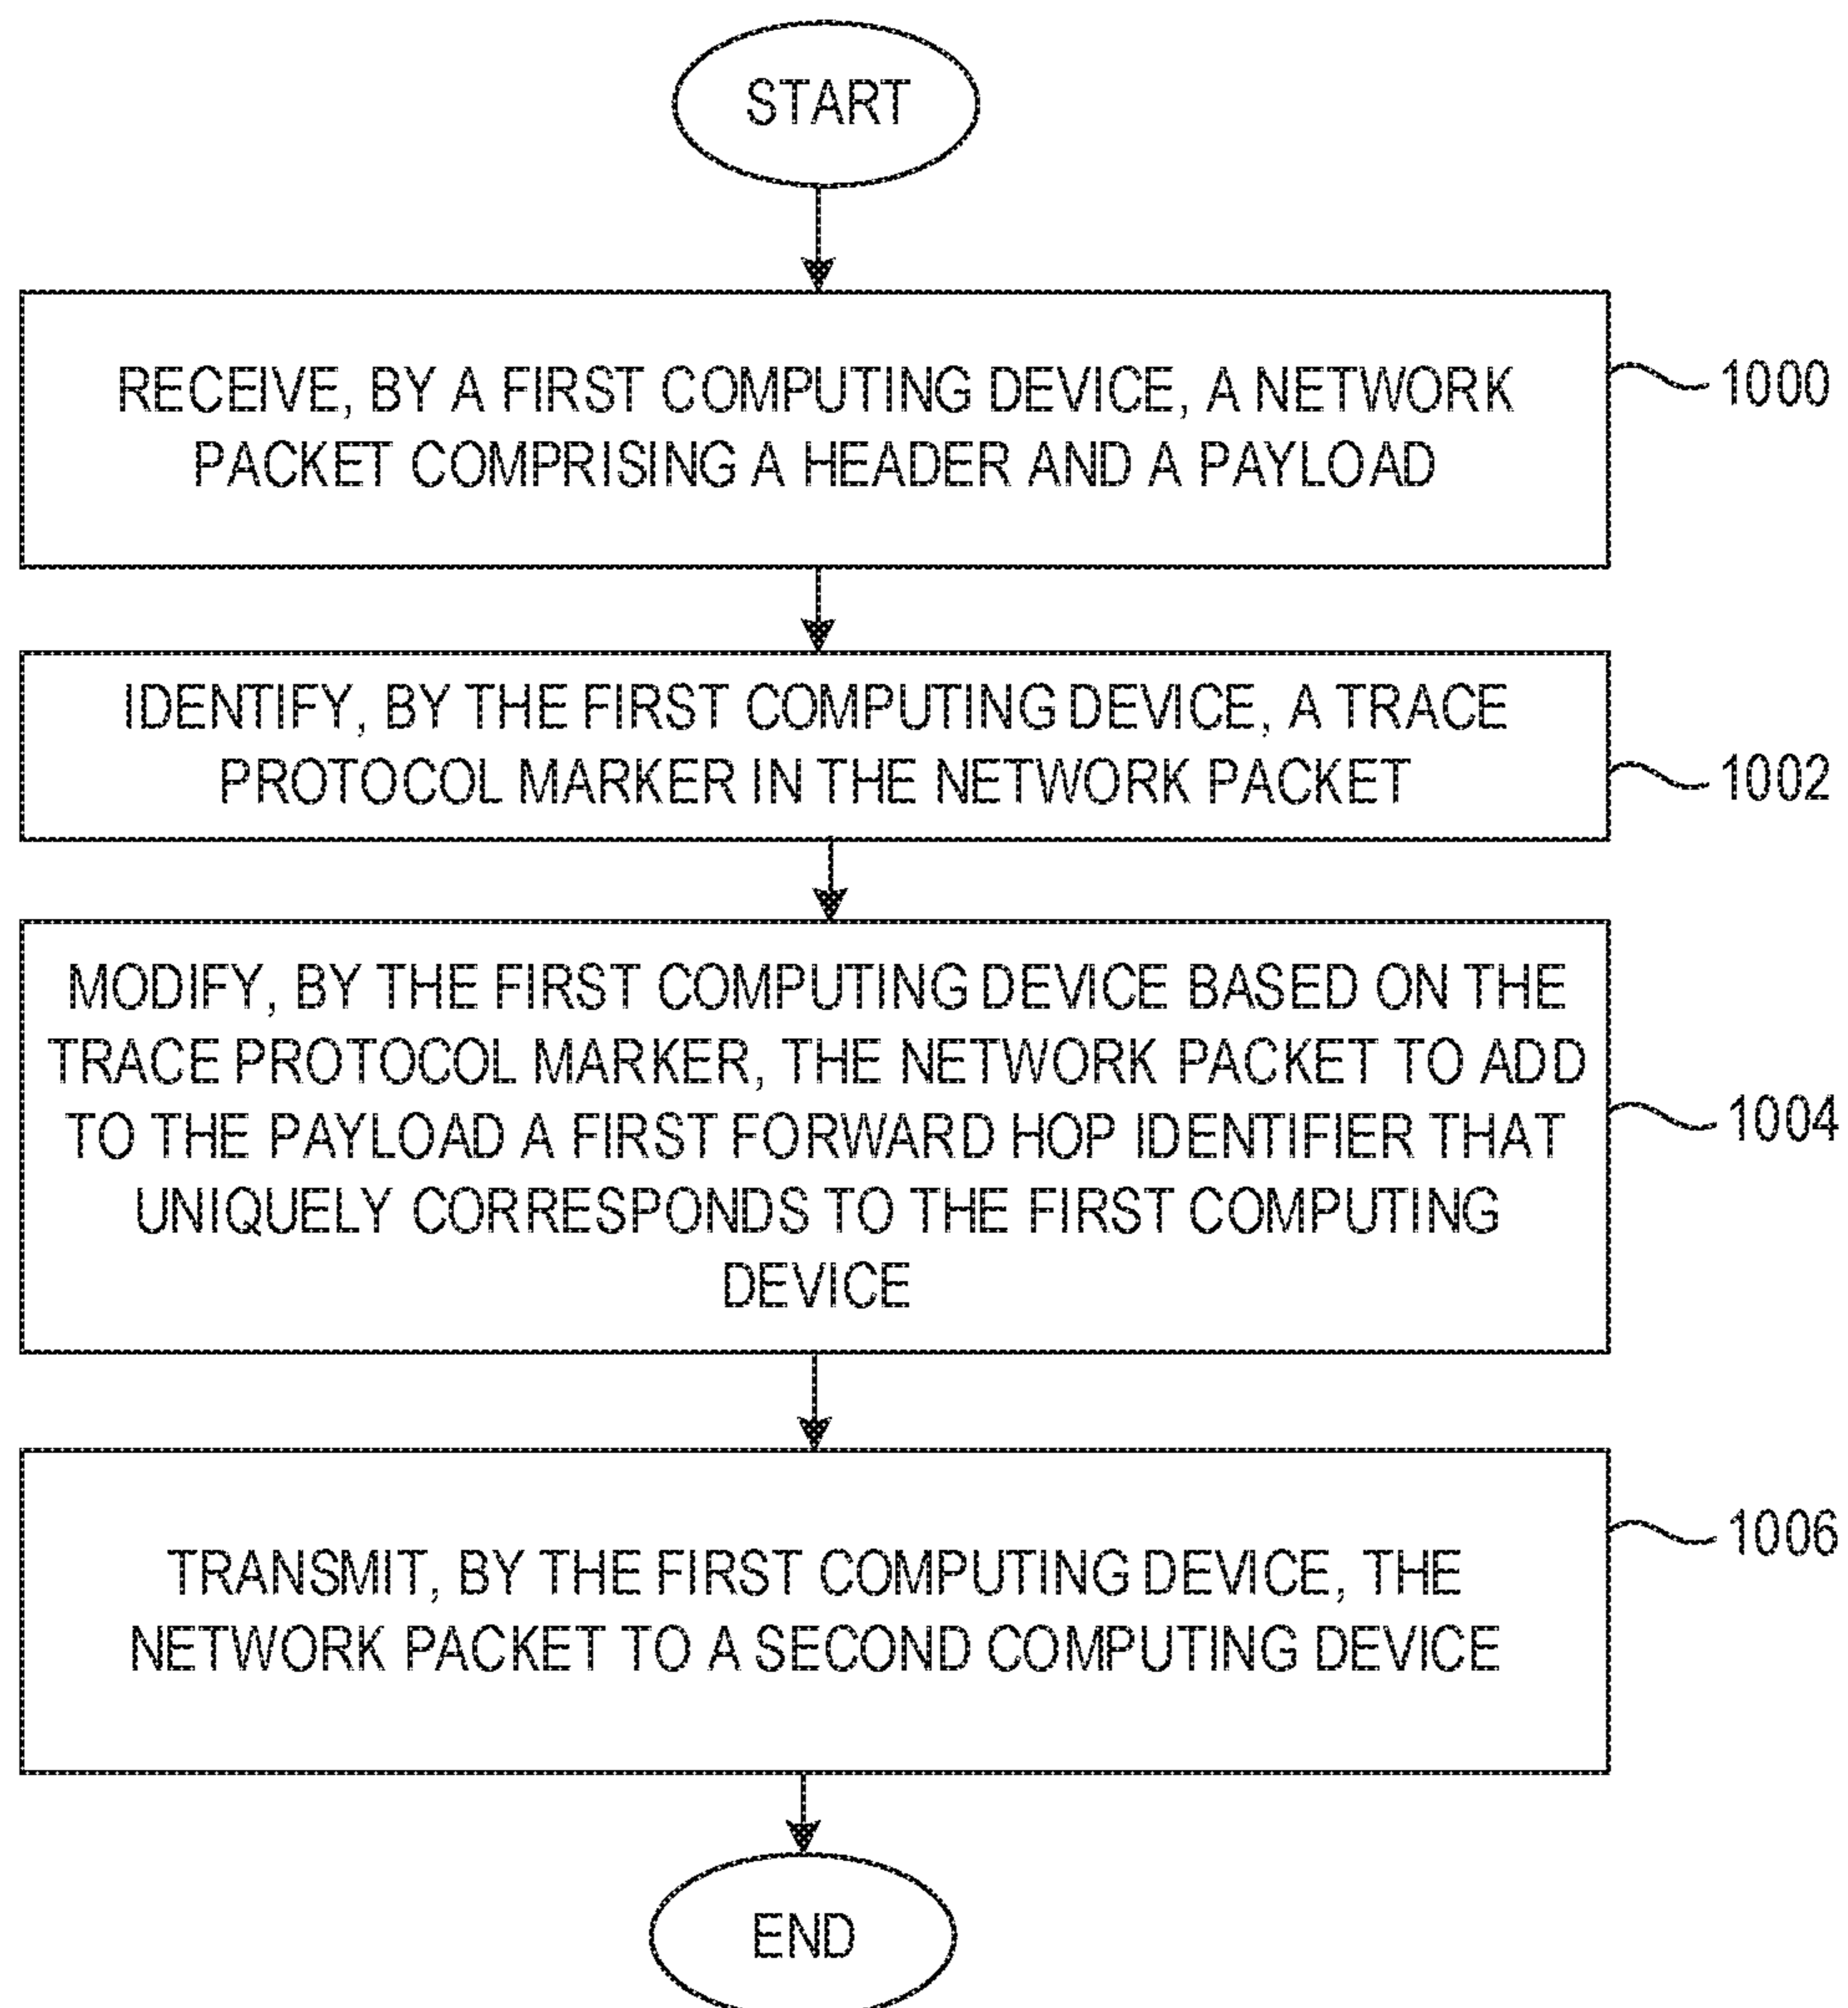 START
RECEIVE, BY A FIRST COMPUTING DEVICE, A NETWORK
PACKET COMPRISING A HEADER AND A PAYLOAD
1000
IDENTIFY, BY THE FIRST COMPUTING DEVICE, A TRACE
PROTOCOL MARKER IN THE NETWORK PACKET
1002
MODIFY, BY THE FIRST COMPUTING DEVICE BASED ON THE
TRACE PROTOCOL MARKER, THE NETWORK PACKET TO ADD
TO THE PAYLOAD A FIRST FORWARD HOP IDENTIFIER THAT
UNIQUELY CORRESPONDS TO THE FIRST COMPUTING
DEVICE
1004
TRANSMIT, BY THE FIRST COMPUTING DEVICE, THE
NETWORK PACKET TO A SECOND COMPUTING DEVICE
1006
END